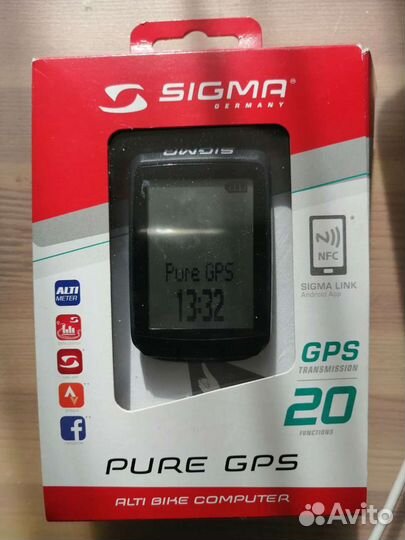 SIGMA®
GERMANY
SIGMA
Pure GPS
13:32
NFC
SIGMA LINK
Android App
ALTI
METER
GPS
TRANSMISSION
20
FUNCTIONS
PURE GPS
ALTI BIKE COMPUTER
Avito